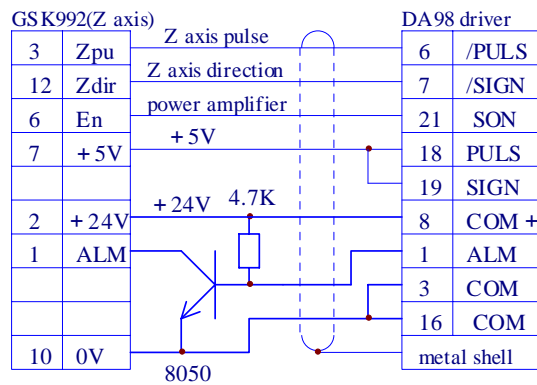 GSK992(Z axis)
DA98 driver
3 Zpu Z axis pulse 6 /PULS
12 Zdir Z axis direction 7 /SIGN
6 En power amplifier 21 SON
7 +5V +5V 18 PULS
19 SIGN
2 +24V +24V 4.7K 8 COM+
1 ALM 1 ALM
3 COM
16 COM
10 0V metal shell
8050